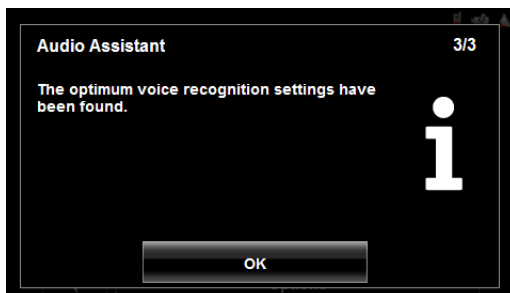 Audio Assistant 3/3
The optimum voice recognition settings have
been found.
OK